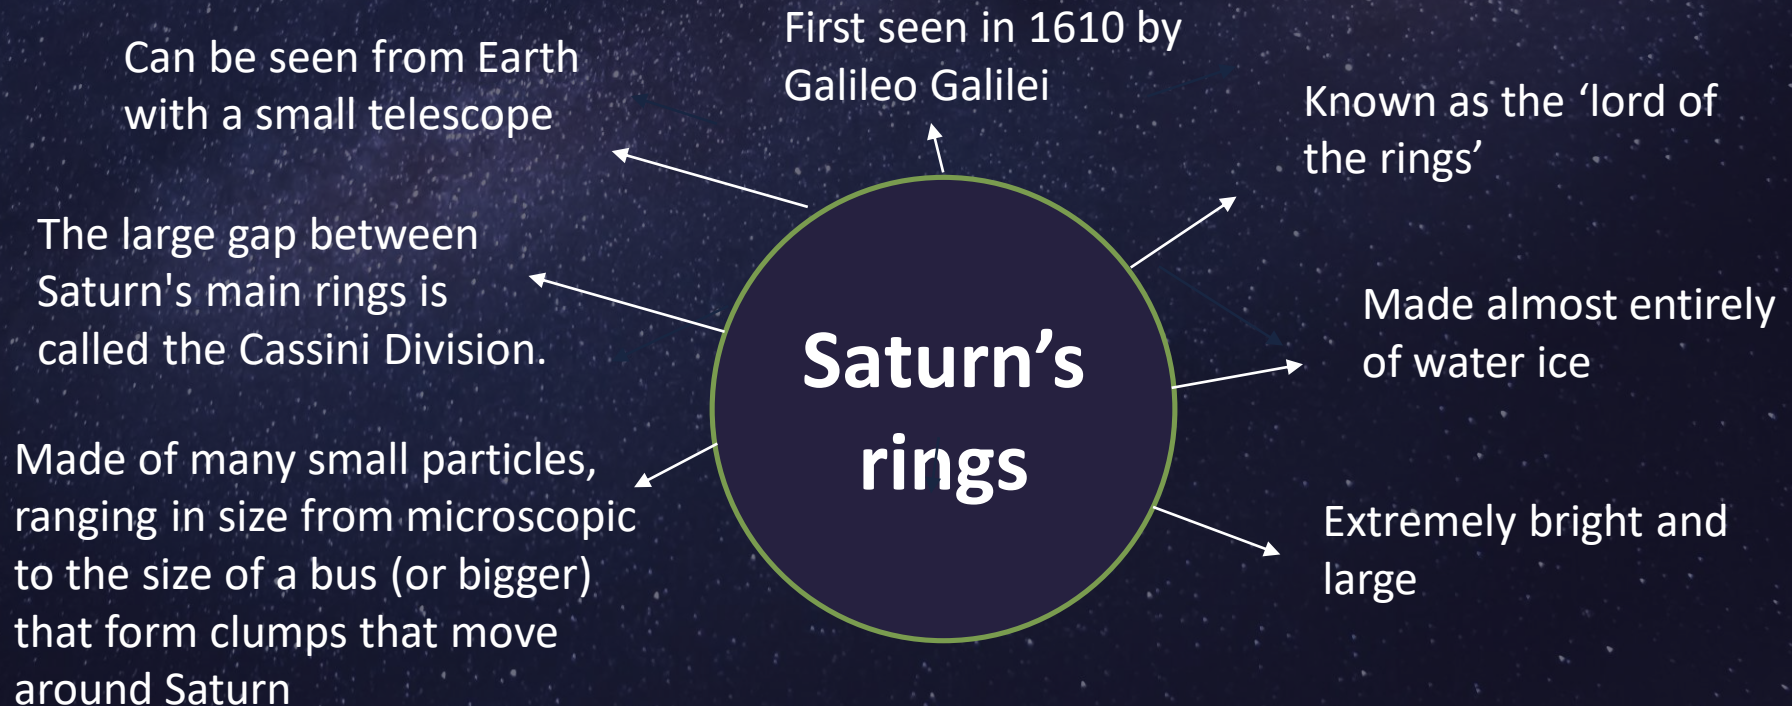 Can be seen from Earth
with a small telescope
First seen in 1610 by
Galileo Galilei
Known as the ‘lord of
the rings’
The large gap between
Saturn's main rings is
called the Cassini Division.
Saturn’s
rings
Made almost entirely
of water ice
Made of many small particles,
ranging in size from microscopic
to the size of a bus (or bigger)
that form clumps that move
around Saturn
Extremely bright and
large